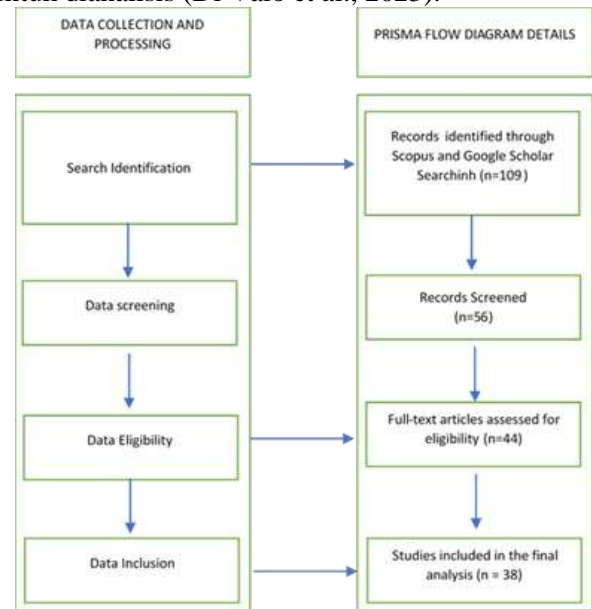 DATA COLLECTION AND
PROCESSING
PRISMA FLOW DIAGRAM DETAILS
Search Identification
Records identified through
Scopus and Google Scholar
Searchinh (n=109)
Data screening
Records Screened
(n=56)
Data Eligibility
Full-text articles assessed for
eligibility (n=44)
Data Inclusion
Studies included in the final
analysis (n = 38)